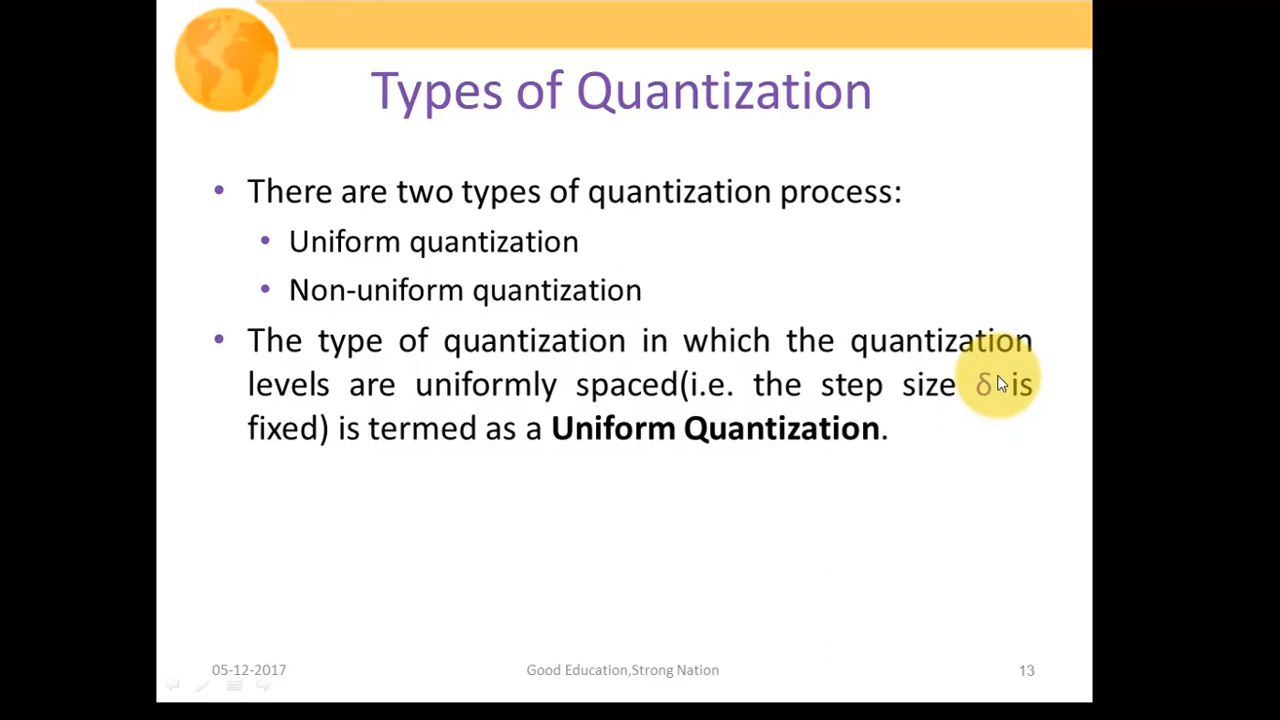 Types of Quantization
• There are two types of quantization process:
• Uniform quantization
• Non-uniform quantization
• The type of quantization in which the quantization
levels are uniformly spaced(i.e. the step size δ is
fixed) is termed as a Uniform Quantization.
05-12-2017
Good Education,Strong Nation
13